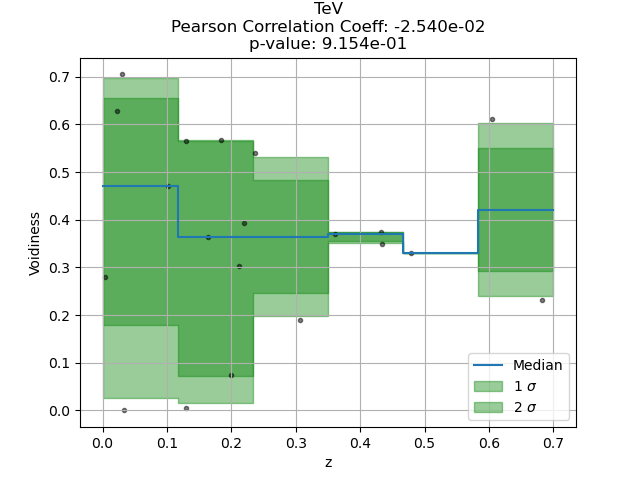 TeV
Pearson Correlation Coeff: -2.540e-02
p-value: 9.154e-01
Voidiness
0.7
0.6
0.5
0.4
0.3
0.2
0.1
0.0
Median
1 σ
2 σ
0.0 0.1 0.2 0.3 0.4 0.5 0.6 0.7
z